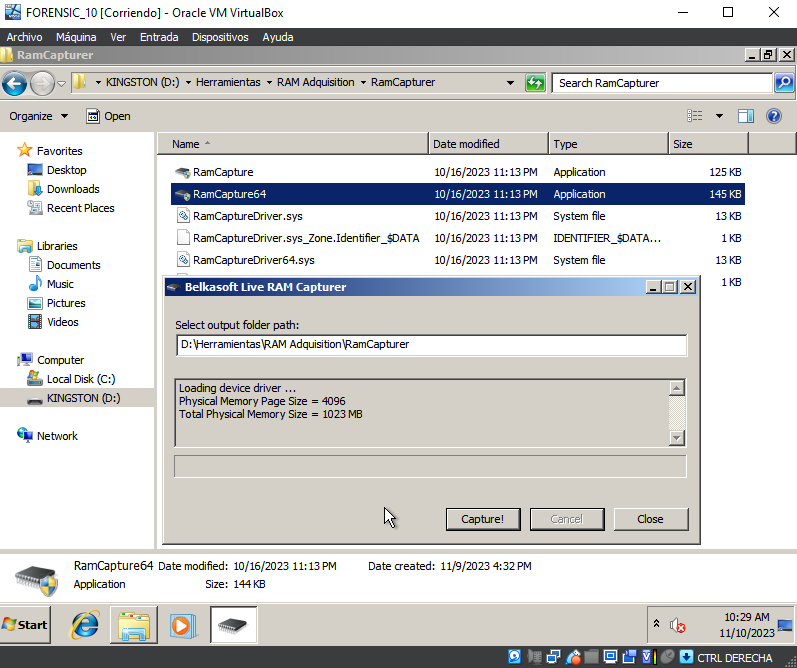 FORENSIC_10 [Corriendo] - Oracle VM VirtualBox
Archivo Máquina Ver Entrada Dispositivos Ayuda
RamCapturer
KINGSTON (D:) Herramientas RAM Adquisition RamCapturer Search RamCapturer
Organize Open
Name Date modified Type Size
Favorites
Desktop
Downloads
Recent Places
Libraries
Documents
Music
Pictures
Videos
Computer
Local Disk (C:)
KINGSTON (D:)
Network
RamCapture 10/16/2023 11:13 PM Application 125 KB
RamCapture64 10/16/2023 11:13 PM Application 145 KB
RamCaptureDriver.sys 10/16/2023 11:13 PM System file 13 KB
RamCaptureDriver.sys_Zone.Identifier_$DATA 10/16/2023 11:13 PM IDENTIFIER_$DATA... 1 KB
RamCaptureDriver64.sys 10/16/2023 11:13 PM System file 13 KB
1 KB
Belkasoft Live RAM Capturer
Select output folder path:
D:\Herramientas\RAM Adquisition\RamCapturer
Loading device driver ...
Physical Memory Page Size = 4096
Total Physical Memory Size = 1023 MB
Capture! Cancel Close
RamCapture64 Date modified: 10/16/2023 11:13 PM Date created: 11/9/2023 4:32 PM
Application Size: 144 KB
Start
10:29 AM
11/10/2023
CTRL DERECHA